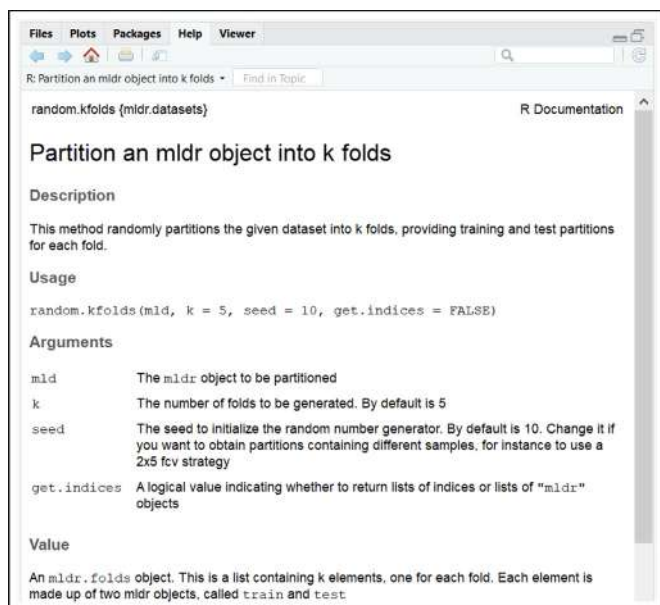 Files Plots Packages Help Viewer
R: Partition an mldr object into k folds Find in Topic
random.kfolds {mldr.datasets} R Documentation
Partition an mldr object into k folds
Description
This method randomly partitions the given dataset into k folds, providing training and test partitions
for each fold.
Usage
random.kfolds(mld, k = 5, seed = 10, get.indices = FALSE)
Arguments
mld The mldr object to be partitioned
k The number of folds to be generated. By default is 5
seed The seed to initialize the random number generator. By default is 10. Change it if
you want to obtain partitions containing different samples, for instance to use a
2x5 fcv strategy
get.indices A logical value indicating whether to return lists of indices or lists of "mldr"
objects
Value
An mldr.folds object. This is a list containing k elements, one for each fold. Each element is
made up of two mldr objects, called train and test